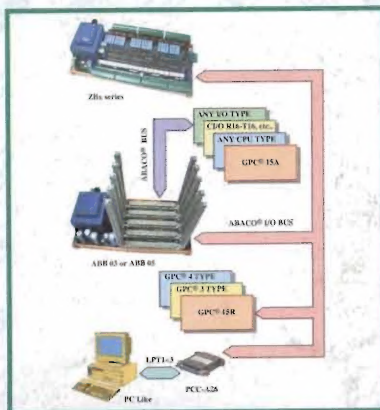 ZBx series
ANY I/O TYPE
CI/O R16-T16, etc..
ANY CPU TYPE
GPC® 15A
ABACO® BUS
ABB 03 or ABB 05
ABACO® I/O BUS
GPC® 4 TYPE
GPC® 3 TYPE
GPC® 15R
LPT1÷3
PC Like
PCC-A26